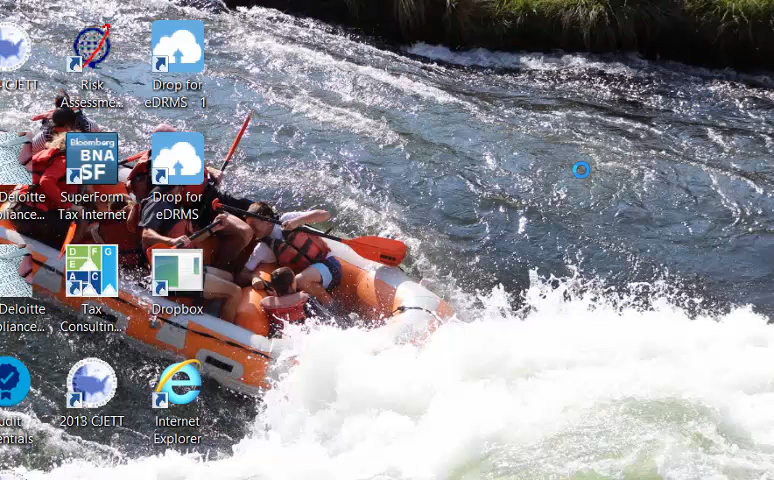 CJETT
Risk
Assessme...
Drop for
eDRMS - 1
Deloitte
pliance...
Bloomberg
BNA
SF
SuperForm
Tax Internet
Drop for
eDRMS
Deloitte
pliance...
D F G
E
A C
Tax
Consultin...
Dropbox
udit
entials
2013 CJETT
Internet
Explorer